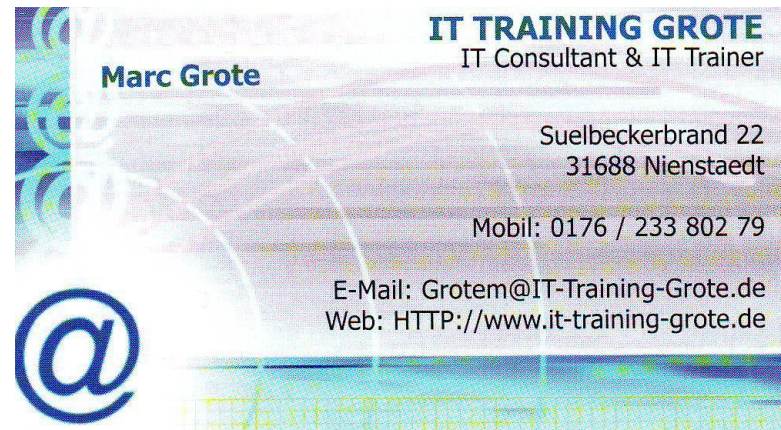 IT TRAINING GROTE
IT Consultant & IT Trainer
Marc Grote
Suelbeckerbrand 22
31688 Nienstaedt
Mobil: 0176 / 233 802 79
E-Mail: Grotem@IT-Training-Grote.de
Web: HTTP://www.it-training-grote.de
@